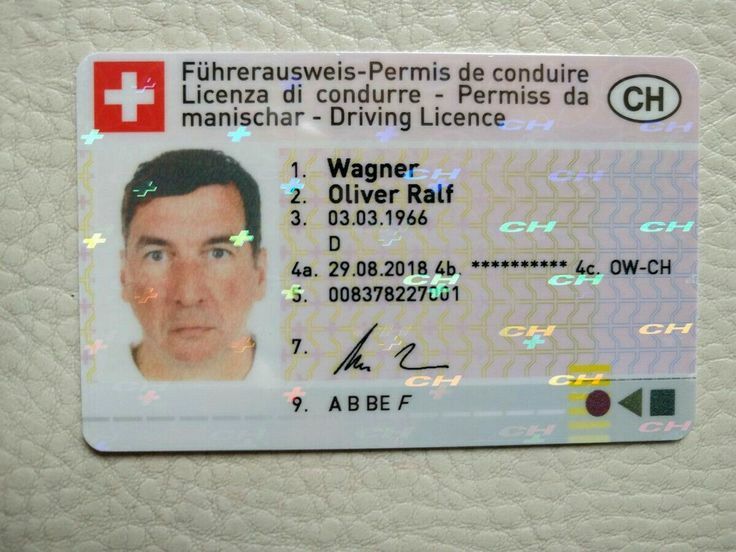 Führerausweis-Permis de conduire
Licenza di condurre - Permiss da
manischar - Driving Licence
CH
1. Wagner
2. Oliver Ralf
3. 03.03.1966
D
4a. 29.08.2018 4b. ********** 4c. OW-CH
5. 008378227001
7.
9. A B BE F